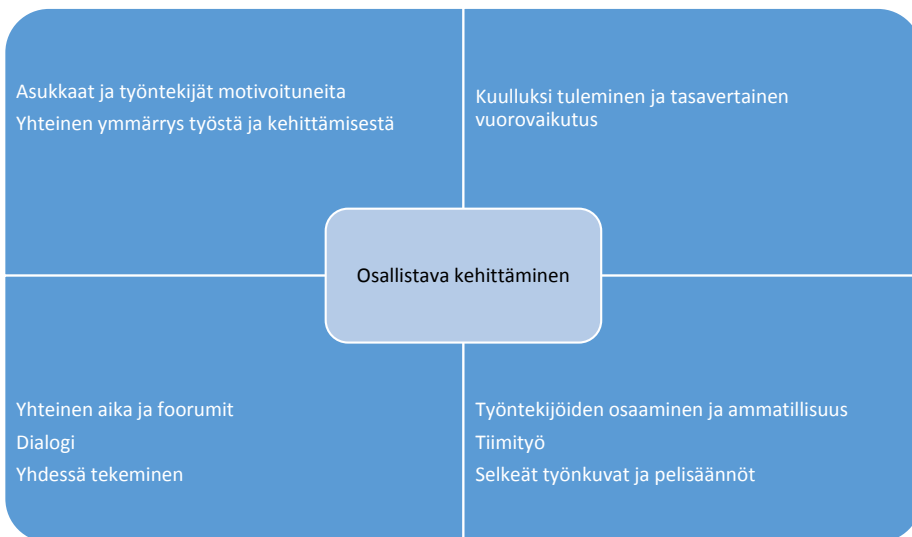 Asukkaat ja työntekijät motivoituneita
Yhteinen ymmärrys työstä ja kehittämisestä
Kuulluksi tuleminen ja tasavertainen
vuorovaikutus
Osallistava kehittäminen
Yhteinen aika ja foorumit
Dialogi
Yhdessä tekeminen
Työntekijöiden osaaminen ja ammatillisuus
Tiimityö
Selkeät työnkuvat ja pelisäännöt